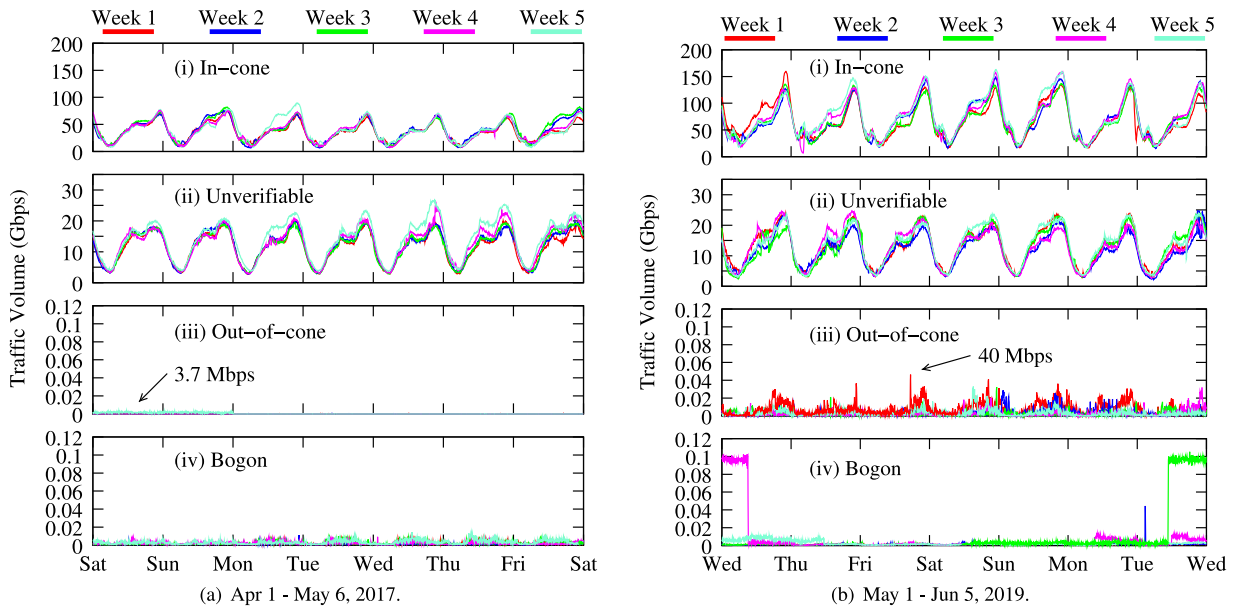 Week 1 Week 2 Week 3 Week 4 Week 5
Traffic Volume (Gbps)
200
150
100
50
0
(i) In-cone
30
20
10
0
(ii) Unverifiable
0.12
0.1
0.08
0.06
0.04
0.02
0
(iii) Out-of-cone
3.7 Mbps
0.12
0.1
0.08
0.06
0.04
0.02
0
(iv) Bogon
Sat Sun Mon Tue Wed Thu Fri Sat
(a) Apr 1 - May 6, 2017.
Week 1 Week 2 Week 3 Week 4 Week 5
Traffic Volume (Gbps)
200
150
100
50
0
(i) In-cone
30
20
10
0
(ii) Unverifiable
0.12
0.1
0.08
0.06
0.04
0.02
0
(iii) Out-of-cone
40 Mbps
0.12
0.1
0.08
0.06
0.04
0.02
0
(iv) Bogon
Wed Thu Fri Sat Sun Mon Tue Wed
(b) May 1 - Jun 5, 2019.